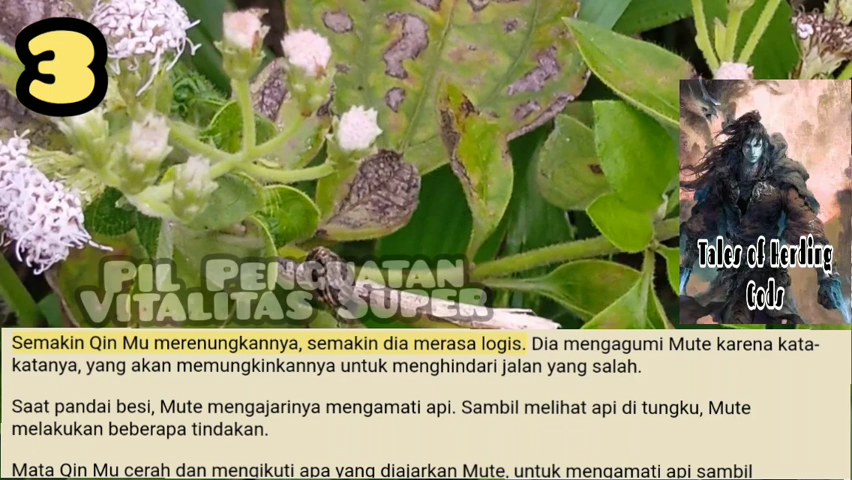 3
Pil Penguatan
Vitalitas Super
Tales of Herding
Gods
Semakin Qin Mu merenungkannya, semakin dia merasa logis. Dia mengagumi Mute karena kata-
katanya, yang akan memungkinkannya untuk menghindari jalan yang salah.
Saat pandai besi, Mute mengajarinya mengamati api. Sambil melihat api di tungku, Mute
melakukan beberapa tindakan.
Mata Qin Mu cerah dan mengikuti apa yang diajarkan Mute, untuk mengamati api sambil